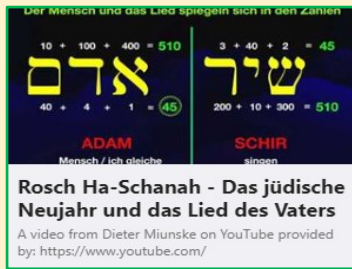 Der Mensch und das Lied spiegeln sich in den Zahlen
10 + 100 + 400 = 510
אדם
40 + 4 + 1 = 45
ADAM
Mensch / ich gleiche
3 + 40 + 2 = 45
שיר
200 + 10 + 300 = 510
SCHIR
singen
Rosch Ha-Schanah - Das jüdische
Neujahr und das Lied des Vaters
A video from Dieter Miunske on YouTube provided
by: https://www.youtube.com/